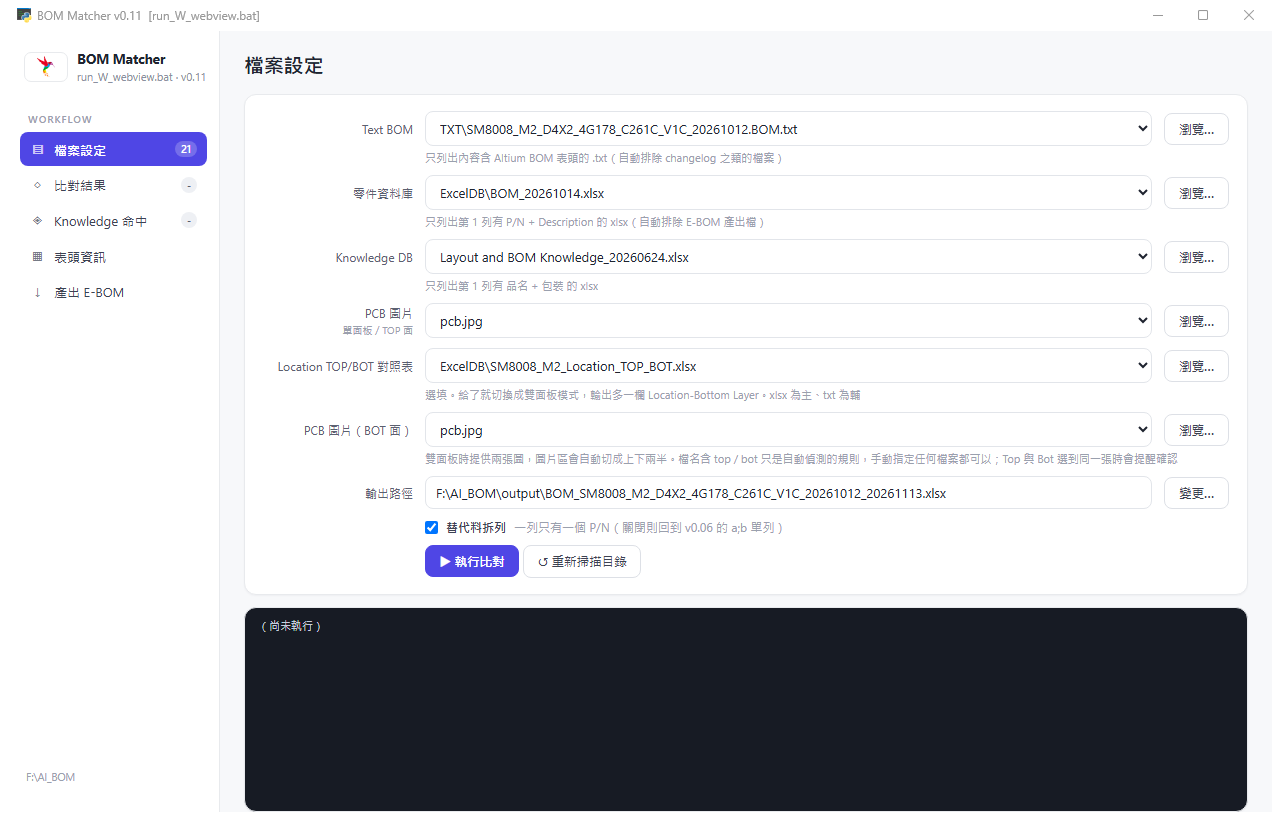 BOM Matcher v0.11 [run_W_webview.bat]
BOM Matcher
run_W_webview.bat · v0.11
WORKFLOW
檔案設定 21
比對結果 -
Knowledge 命中 -
表頭資訊
產出 E-BOM
F:\AI_BOM
檔案設定
Text BOM TXT\SM8008_M2_D4X2_4G178_C261C_V1C_20261012.BOM.txt 瀏覽...
只列出內容含 Altium BOM 表頭的 .txt（自動排除 changelog 之類的檔案）
零件資料庫 ExcelDB\BOM_20261014.xlsx 瀏覽...
只列出第 1 列有 P/N + Description 的 xlsx（自動排除 E-BOM 產出檔）
Knowledge DB Layout and BOM Knowledge_20260624.xlsx 瀏覽...
只列出第 1 列有 品名 + 包裝 的 xlsx
PCB 圖片 pcb.jpg 瀏覽...
單面板 / TOP 面
Location TOP/BOT 對照表 ExcelDB\SM8008_M2_Location_TOP_BOT.xlsx 瀏覽...
選填。給了就切換成雙面板模式，輸出多一欄 Location-Bottom Layer。xlsx 為主、txt 為輔
PCB 圖片（BOT 面） pcb.jpg 瀏覽...
雙面板時提供兩張圖，圖片區會自動切成上下兩半。檔名含 top / bot 只是自動偵測的規則，手動指定任何檔案都可以；Top 與 Bot 選到同一張時會提醒確認
輸出路徑 F:\AI_BOM\output\BOM_SM8008_M2_D4X2_4G178_C261C_V1C_20261012_20261113.xlsx 變更...
替代料拆列 一列只有一個 P/N（關閉則回到 v0.06 的 a;b 單列）
▶ 執行比對 ↺ 重新掃描目錄
（尚未執行）